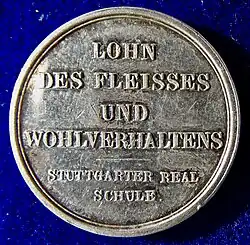 LOHN
DES FLEISSES
UND
WOHLVERHALTENS
STUTTGARTER REAL
SCHULE